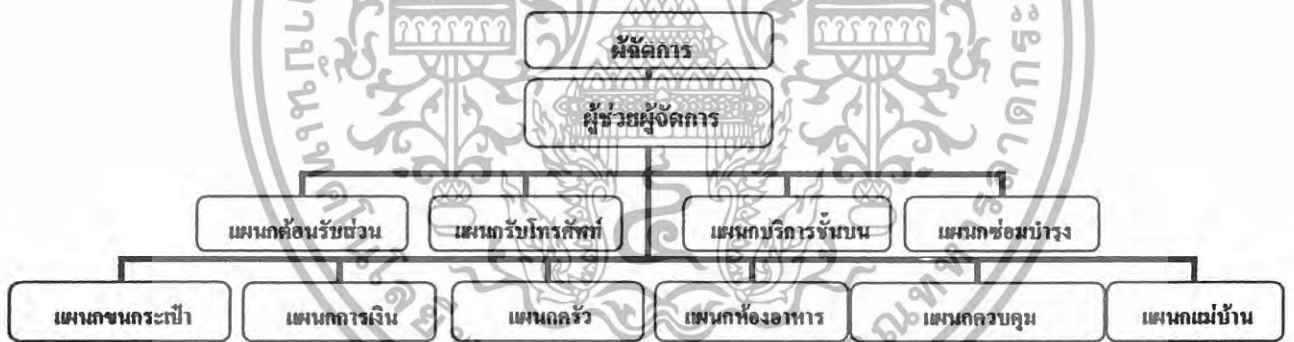 ผู้จัดการ
ผู้ช่วยผู้จัดการ
แผนกต้อนรับส่วน แผนกรับโทรศัพท์ แผนกบริการชั้นบน แผนกซ่อมบำรุง
แผนกขนกระเป๋า แผนกการเงิน แผนกครัว แผนกห้องอาหาร แผนกควบคุม แผนกแม่บ้าน